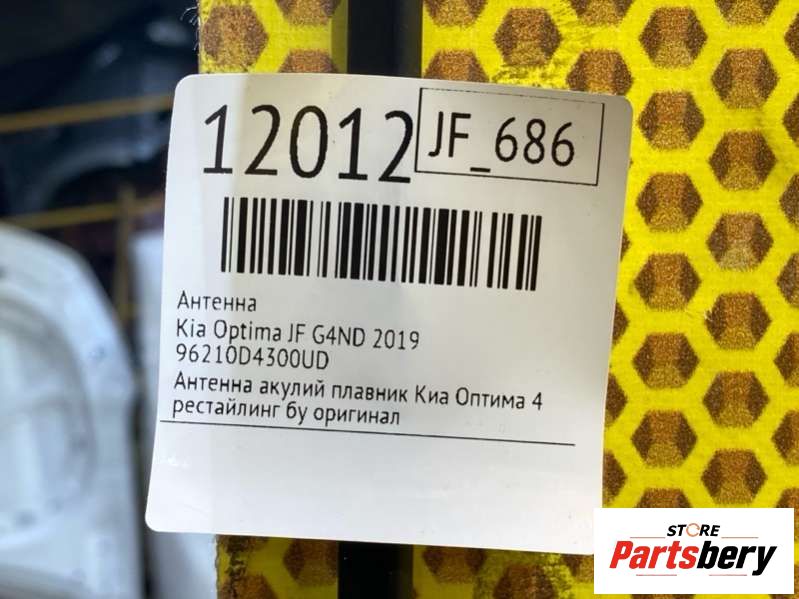 12012
JF_686
Антенна
Kia Optima JF G4ND 2019
96210D4300UD
Антенна акулий плавник Киа Оптима 4
рестайлинг бу оригинал
STORE
Partsbery